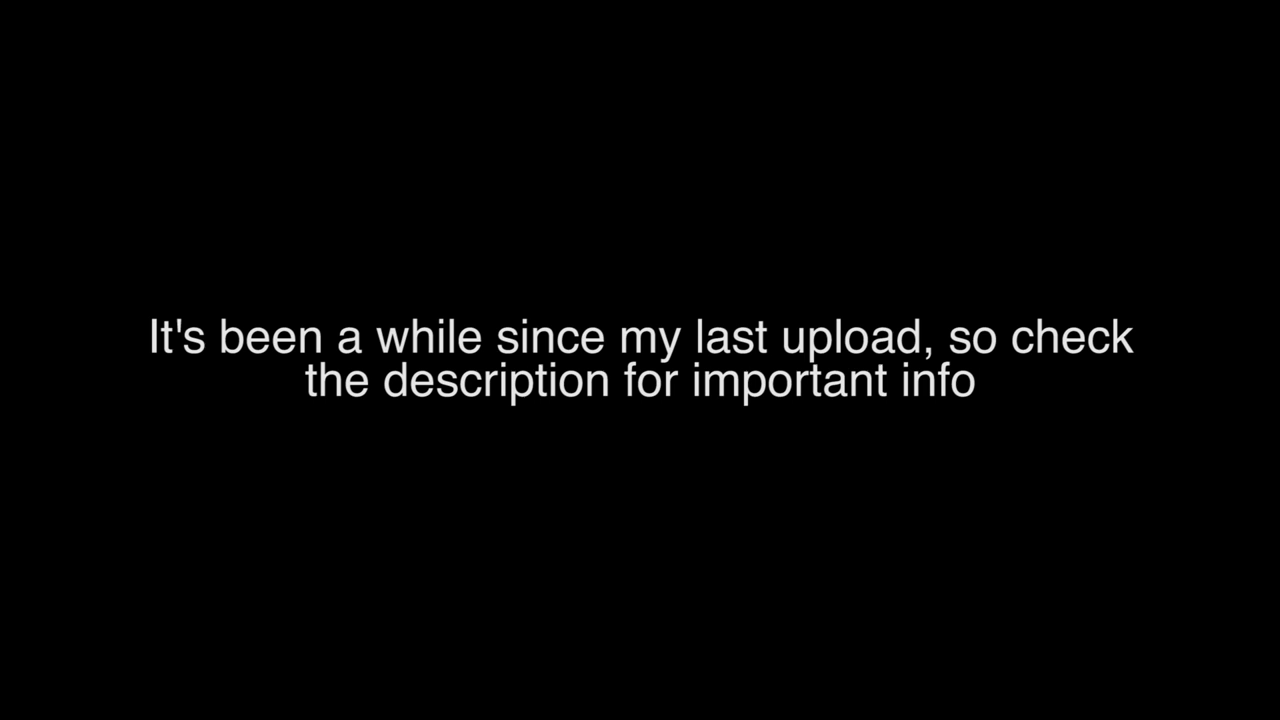 It's been a while since my last upload, so check
the description for important info